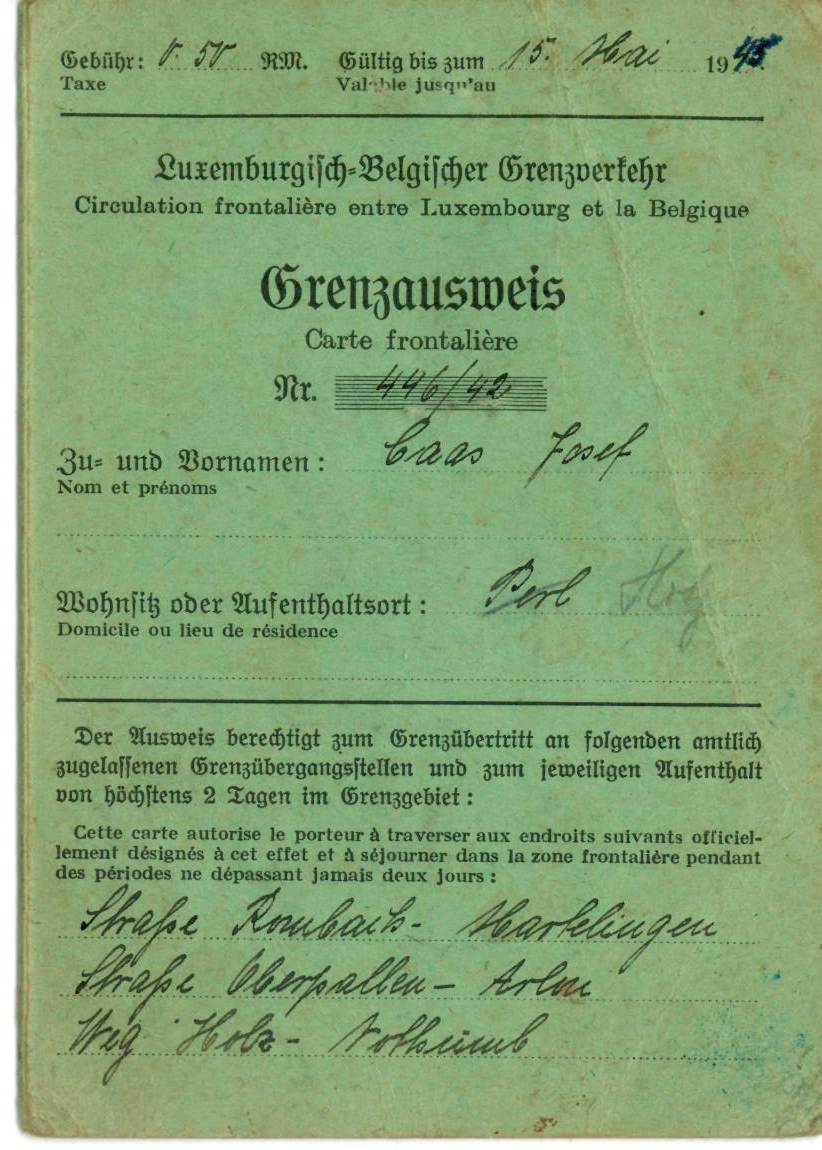 Gebühr: 0.50 RM. Gültig bis zum 15. Mai 1945.
Taxe Valable jusqu'au
Luxemburgisch-Belgischer Grenzverkehr
Circulation frontalière entre Luxembourg et la Belgique
Grenzausweis
Carte frontalière
Nr. 446/42
Zu- und Vornamen: Caas Josef
Nom et prénoms
Wohnsitz oder Aufenthaltsort: Perl
Domicile ou lieu de résidence
Der Ausweis berechtigt zum Grenzübertritt an folgenden amtlich
zugelassenen Grenzübergangsstellen und zum jeweiligen Aufenthalt
von höchstens 2 Tagen im Grenzgebiet:
Cette carte autorise le porteur à traverser aux endroits suivants officiel-
lement désignés à cet effet et à séjourner dans la zone frontalière pendant
des périodes ne dépassant jamais deux jours:
Straße Rombach- Martelingen
Straße Oberpallen- Arlon
Weg Holz-